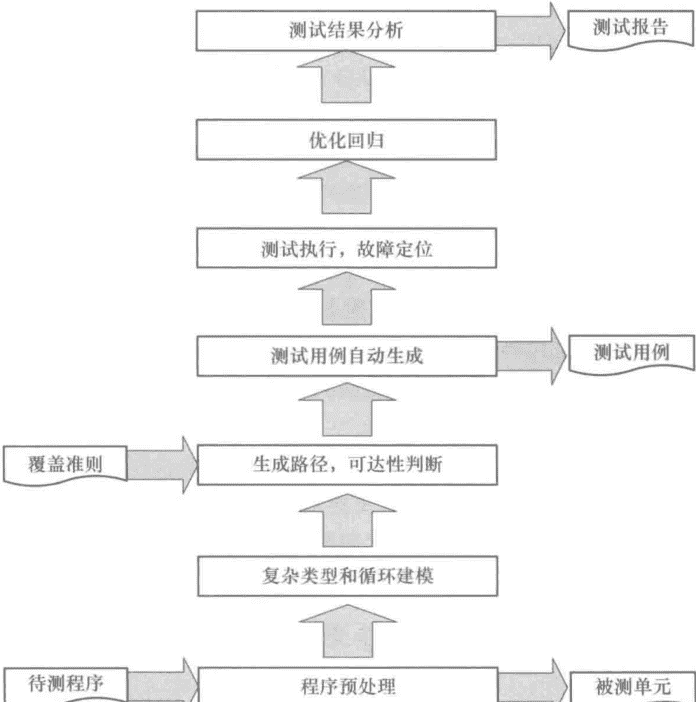 测试结果分析
测试报告
优化回归
测试执行，故障定位
测试用例自动生成
测试用例
覆盖准则
生成路径，可达性判断
复杂类型和循环建模
待测程序
程序预处理
被测单元